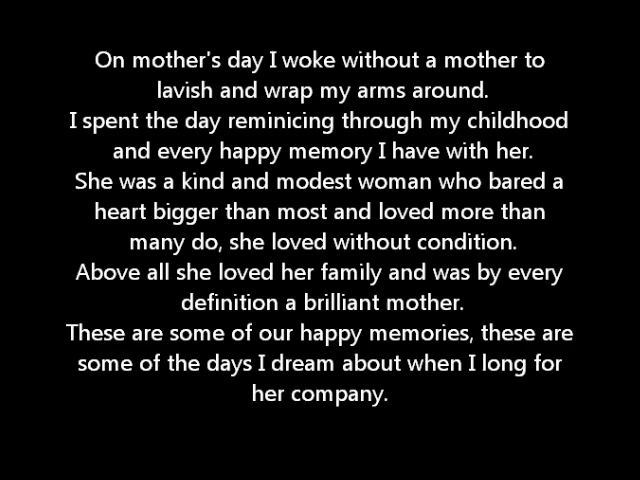 On mother's day I woke without a mother to
lavish and wrap my arms around.
I spent the day reminicing through my childhood
and every happy memory I have with her.
She was a kind and modest woman who bared a
heart bigger than most and loved more than
many do, she loved without condition.
Above all she loved her family and was by every
definition a brilliant mother.
These are some of our happy memories, these are
some of the days I dream about when I long for
her company.